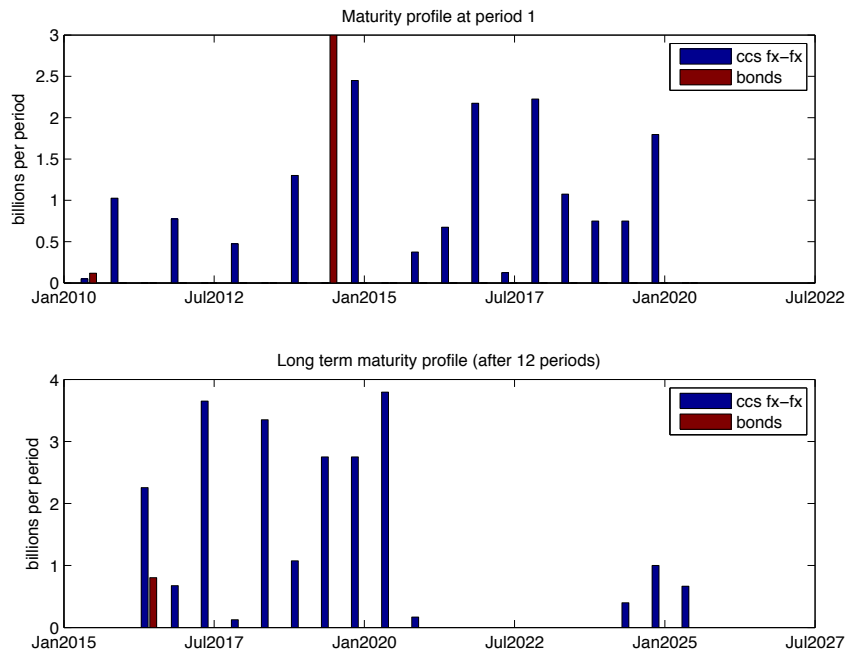 Maturity profile at period 1
3
2.5
2
1.5
1
0.5
0
billions per period
ccs fx−fx
bonds
Jan2010 Jul2012 Jan2015 Jul2017 Jan2020 Jul2022
Long term maturity profile (after 12 periods)
4
3
2
1
0
billions per period
ccs fx−fx
bonds
Jan2015 Jul2017 Jan2020 Jul2022 Jan2025 Jul2027